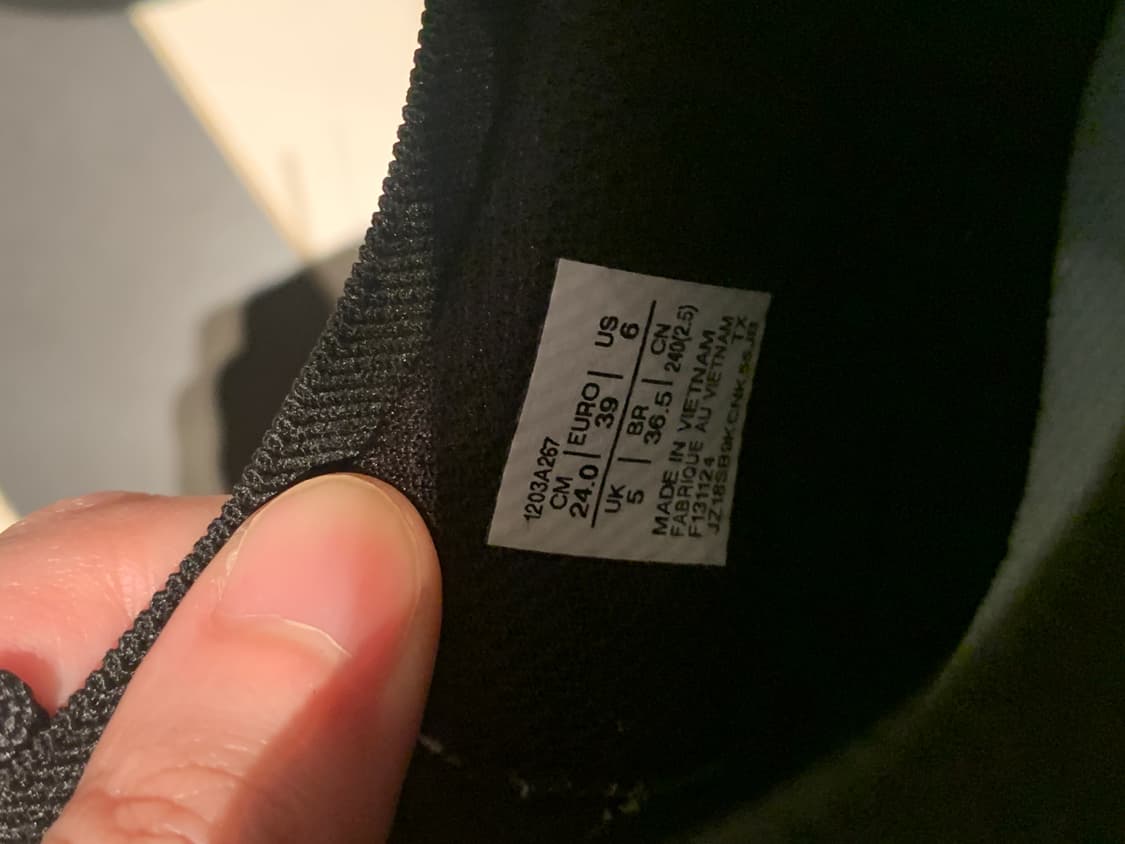 1203A267
CM | EURO | US
24.0 39 6
UK | BR | CN
5 36.5 240(2.5)
MADE IN VIETNAM
FABRIQUE AU VIETNAM
F131124 TX